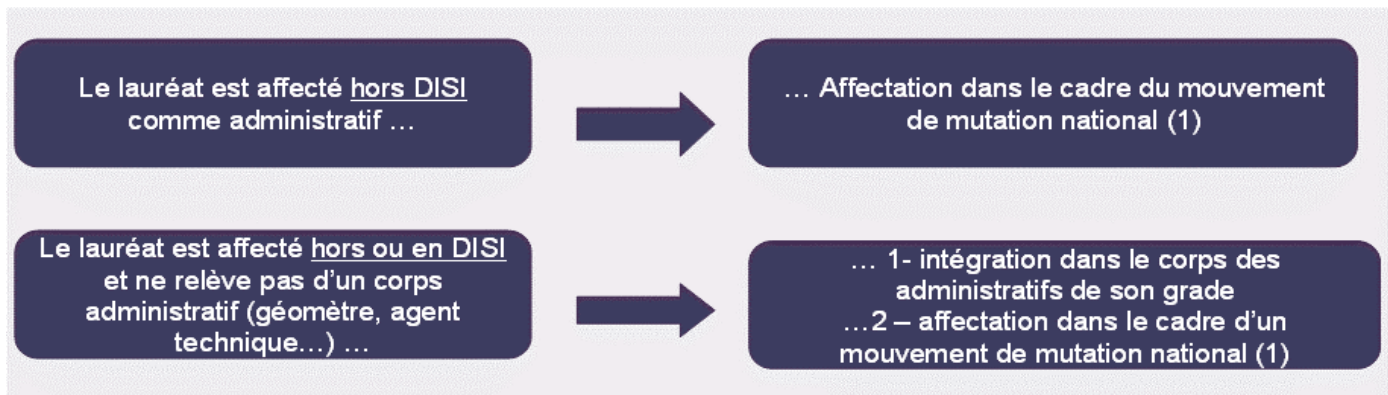 Le lauréat est affecté hors DISI
comme administratif …
… Affectation dans le cadre du mouvement
de mutation national (1)
Le lauréat est affecté hors ou en DISI
et ne relève pas d’un corps
administratif (géomètre, agent
technique…) …
… 1- intégration dans le corps des
administratifs de son grade
…2 – affectation dans le cadre d’un
mouvement de mutation national (1)